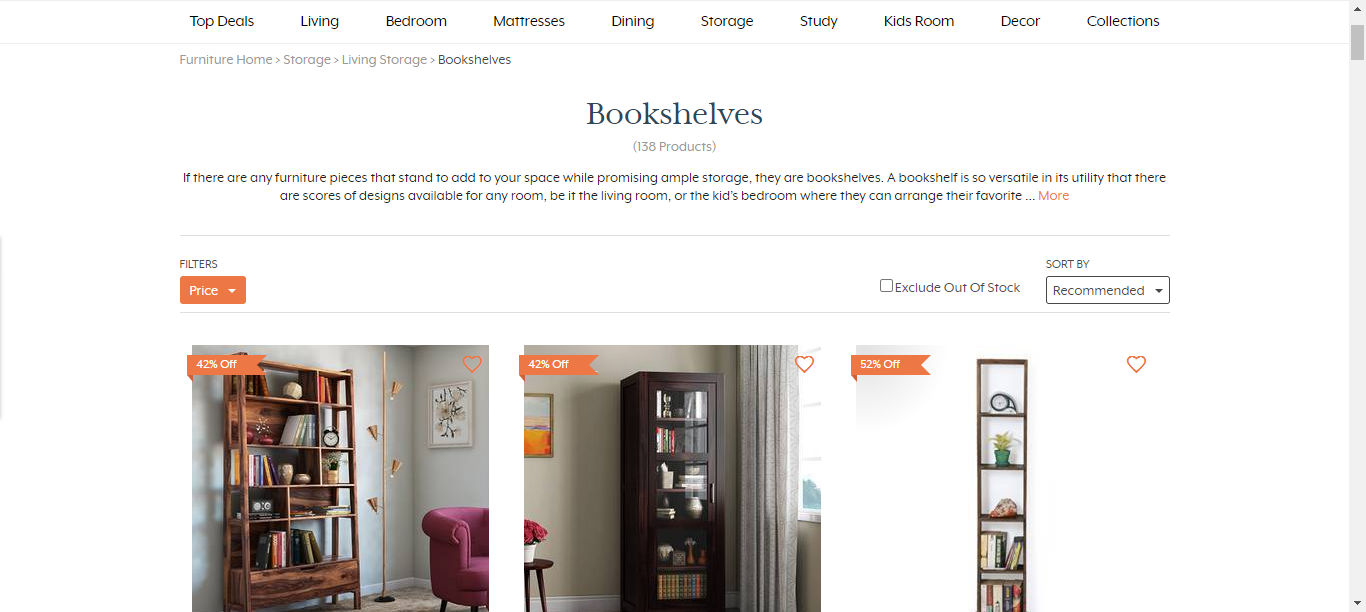 Top Deals Living Bedroom Mattresses Dining Storage Study Kids Room Decor Collections
Furniture Home > Storage > Living Storage > Bookshelves
Bookshelves
(138 Products)
If there are any furniture pieces that stand to add to your space while promising ample storage, they are bookshelves. A bookshelf is so versatile in its utility that there
are scores of designs available for any room, be it the living room, or the kid's bedroom where they can arrange their favorite ... More
FILTERS
Price
Exclude Out Of Stock
SORT BY
Recommended
42% Off
42% Off
52% Off